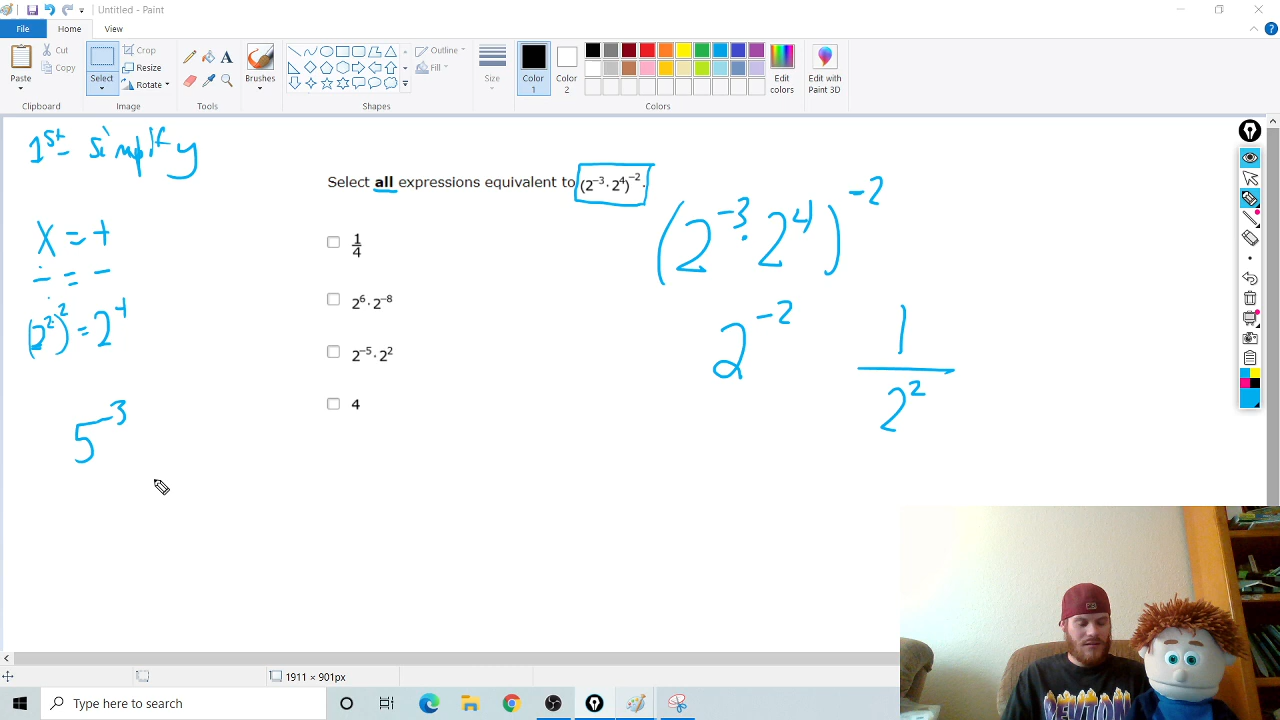 Untitled - Paint
File
Home
View
Paste
Cut
Copy
Clipboard
Select
Crop
Resize
Rotate
Image
Tools
Brushes
Shapes
Outline
Fill
Size
Color 1
Color 2
Colors
Edit colors
Edit with Paint 3D
1st simplify
Select all expressions equivalent to (2⁻³·2⁴)⁻².
(2⁻³·2⁴)⁻²
x = +
÷ = -
(2²)² = 2⁴
5⁻³
1/4
2⁶·2⁻⁸
2⁻⁵·2²
4
2⁻²
1/2²
1911 × 901px
Type here to search